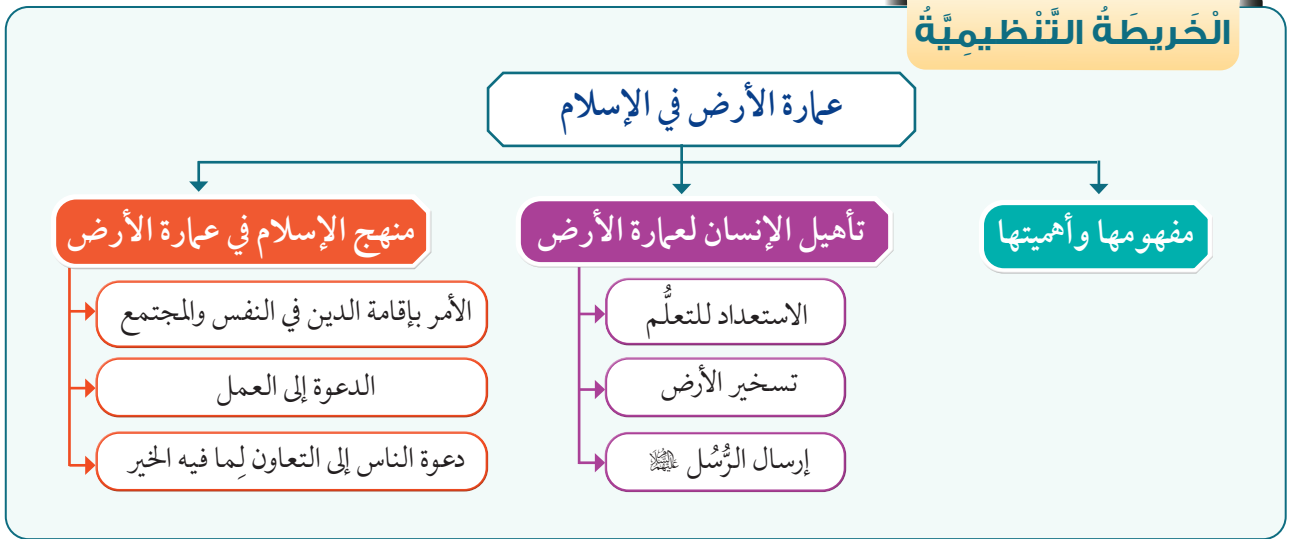 الْخَرِيطَةُ التَّنْظيمِيَّةُ
عمارة الأرض في الإسلام
مفهومها وأهميتها
تأهيل الإنسان لعمارة الأرض
الاستعداد للتعلُّم
تسخير الأرض
إرسال الرُّسُل عليهم السلام
منهج الإسلام في عمارة الأرض
الأمر بإقامة الدين في النفس والمجتمع
الدعوة إلى العمل
دعوة الناس إلى التعاون لِما فيه الخير